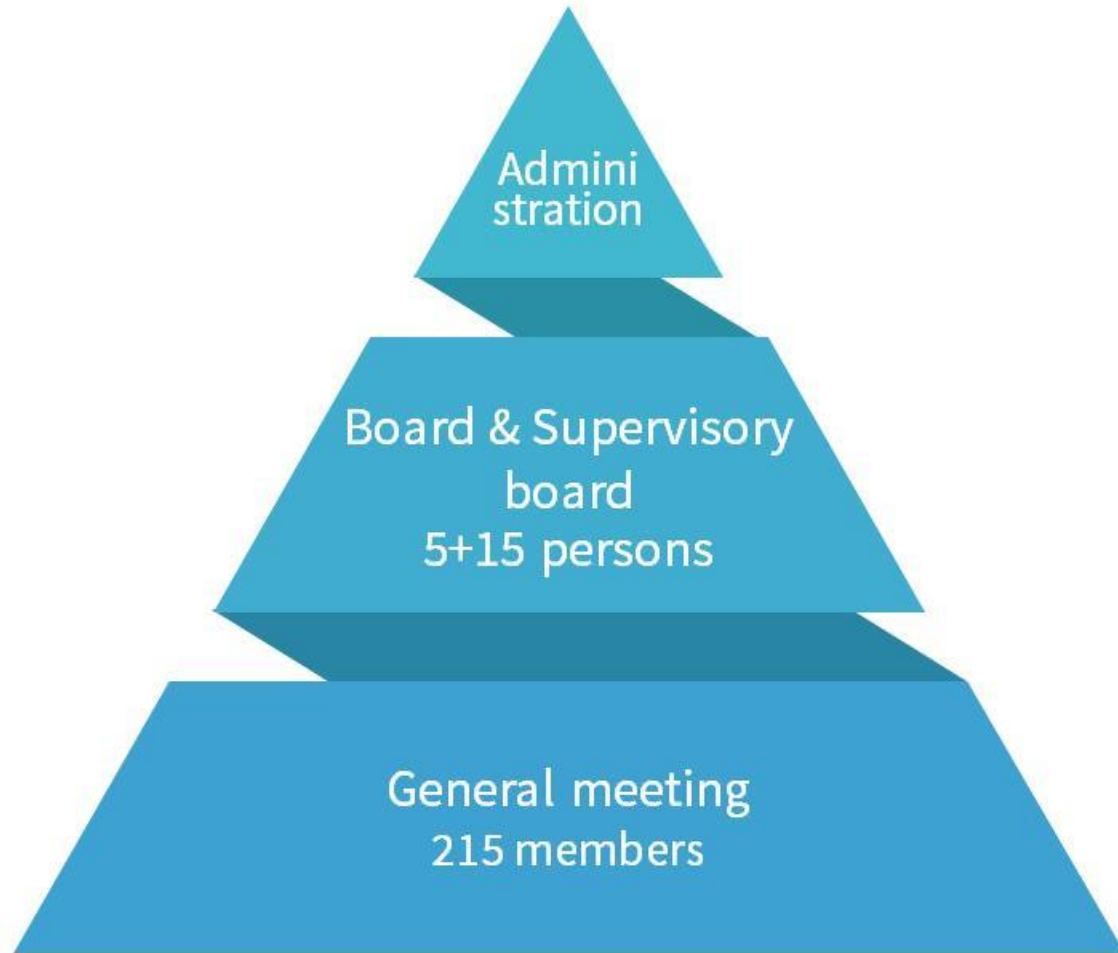 Admini
stration
Board & Supervisory
board
5+15 persons
General meeting
215 members